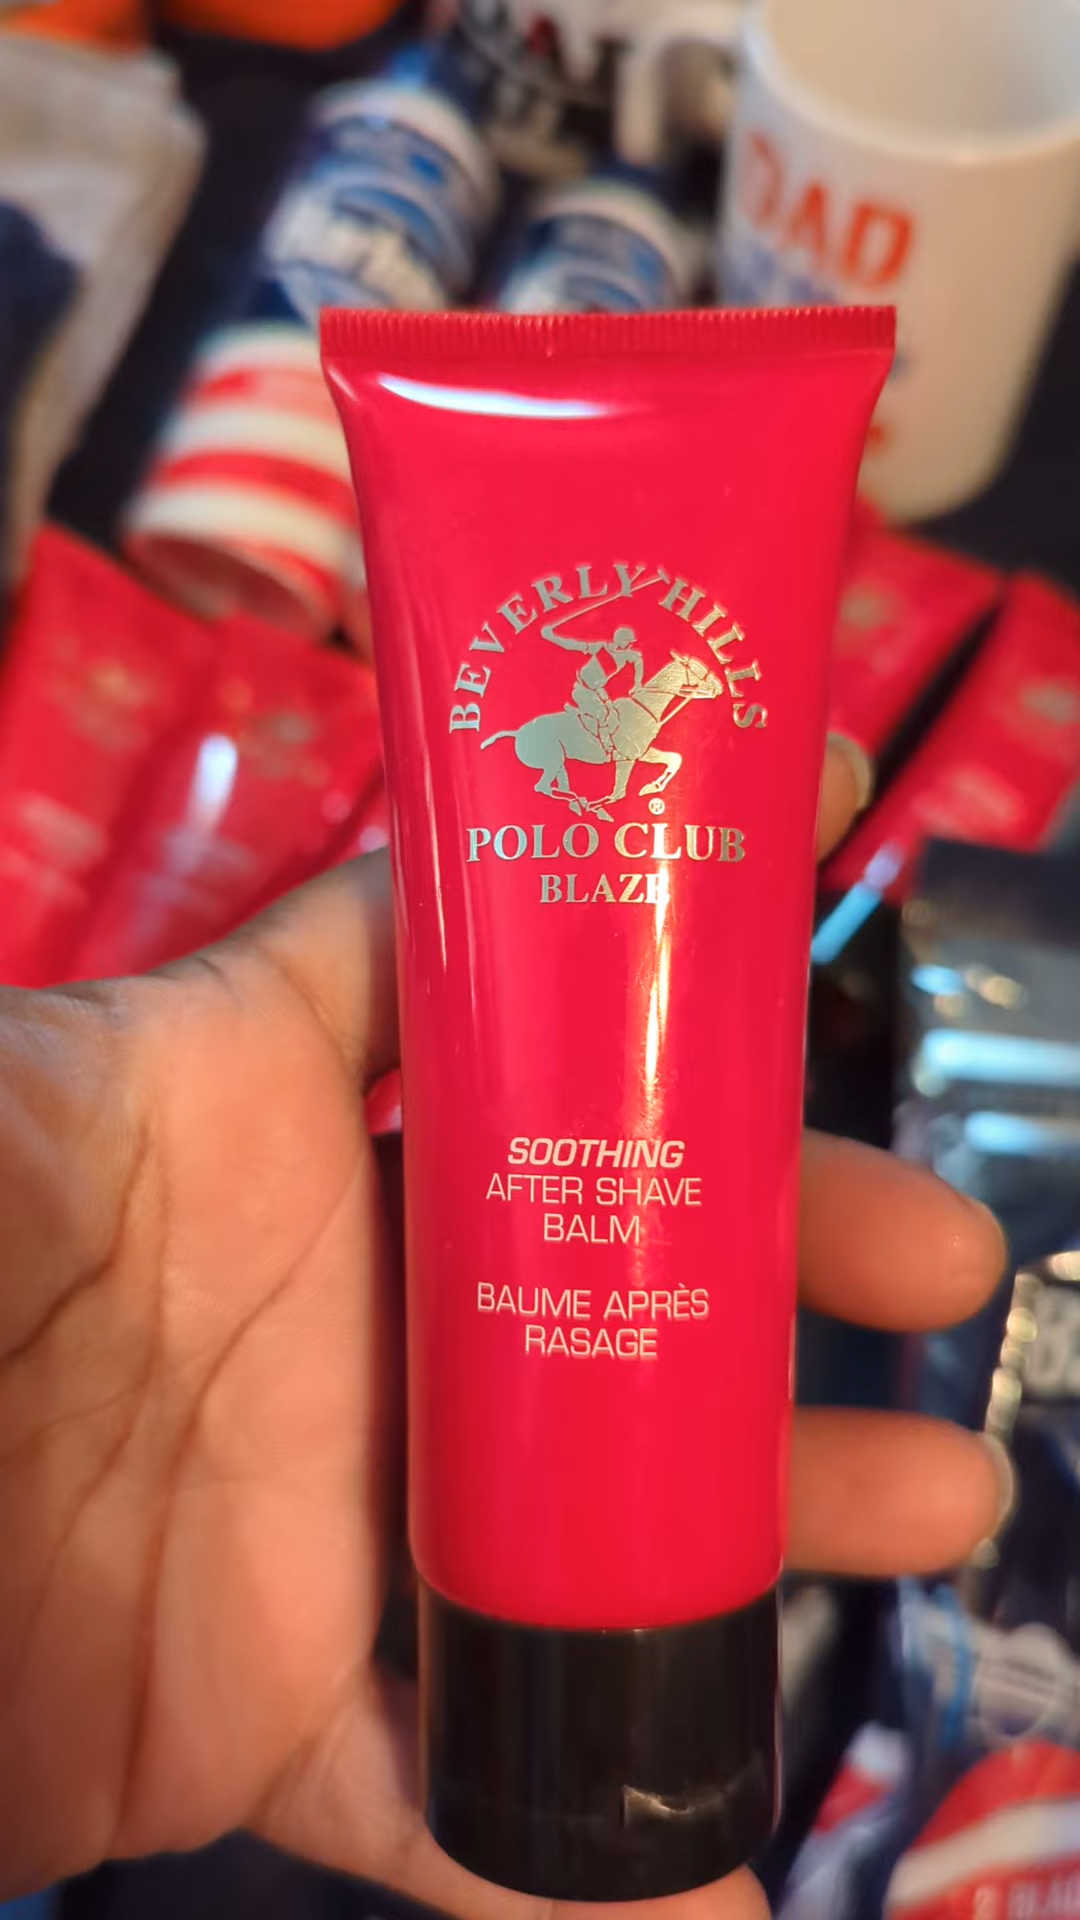 DAD
BEVERLY HILLS
®
POLO CLUB
BLAZE
SOOTHING
AFTER SHAVE
BALM
BAUME APRÈS
RASAGE